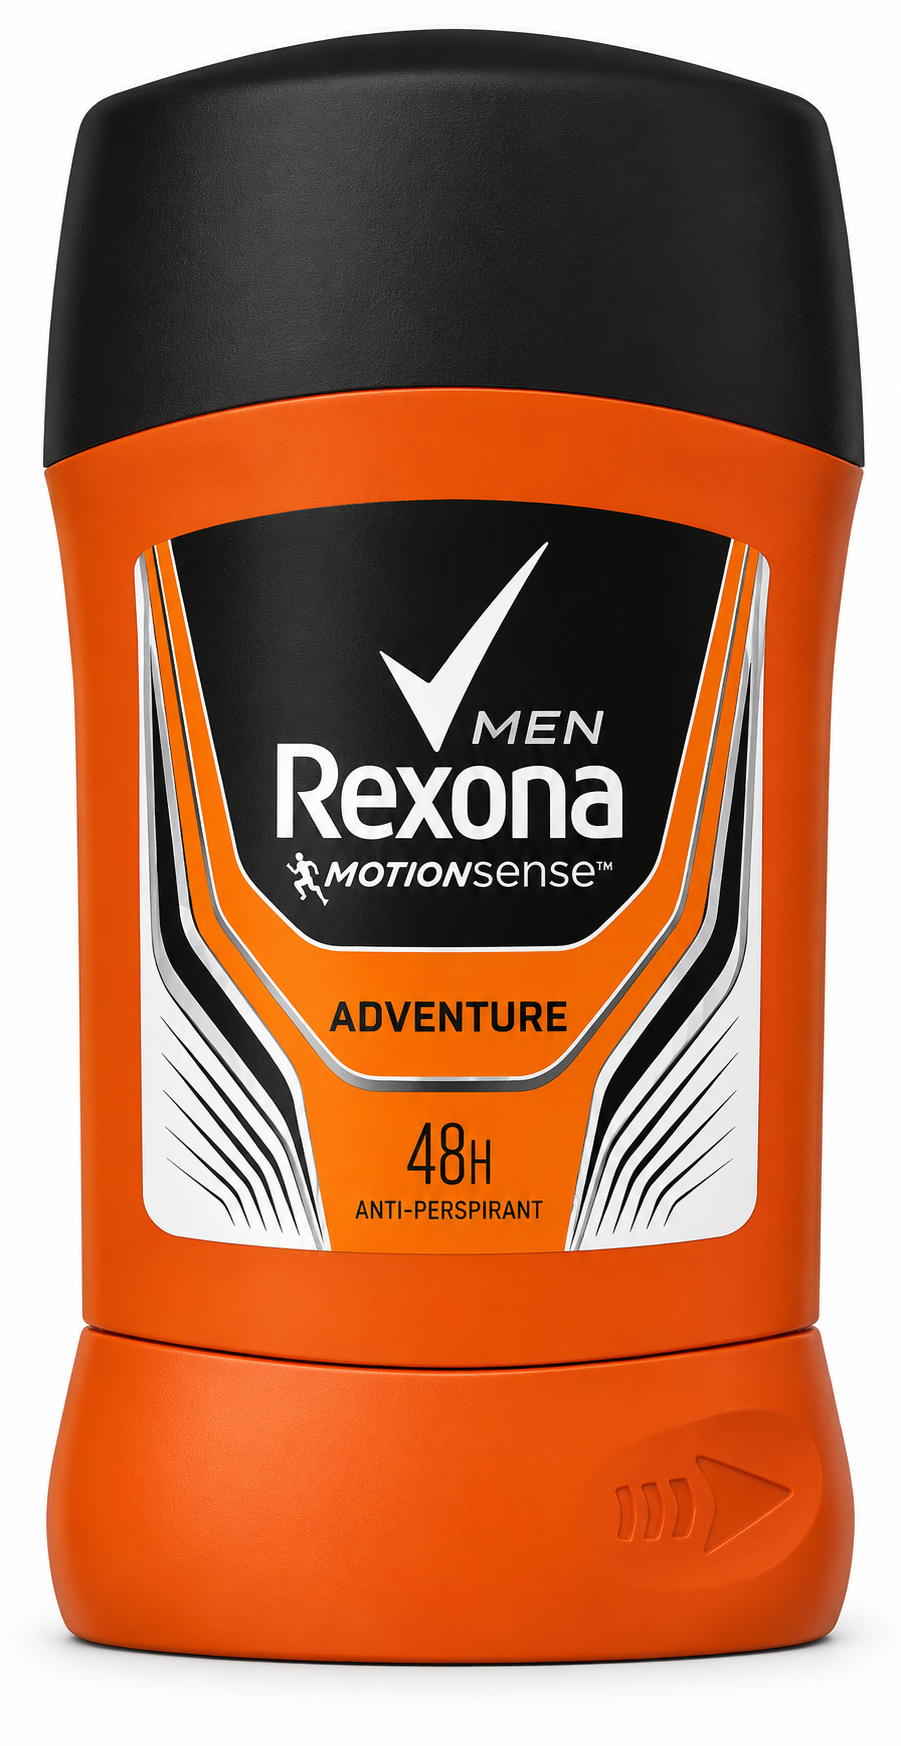 MEN
Rexona
MOTIONsense™
ADVENTURE
48H
ANTI-PERSPIRANT